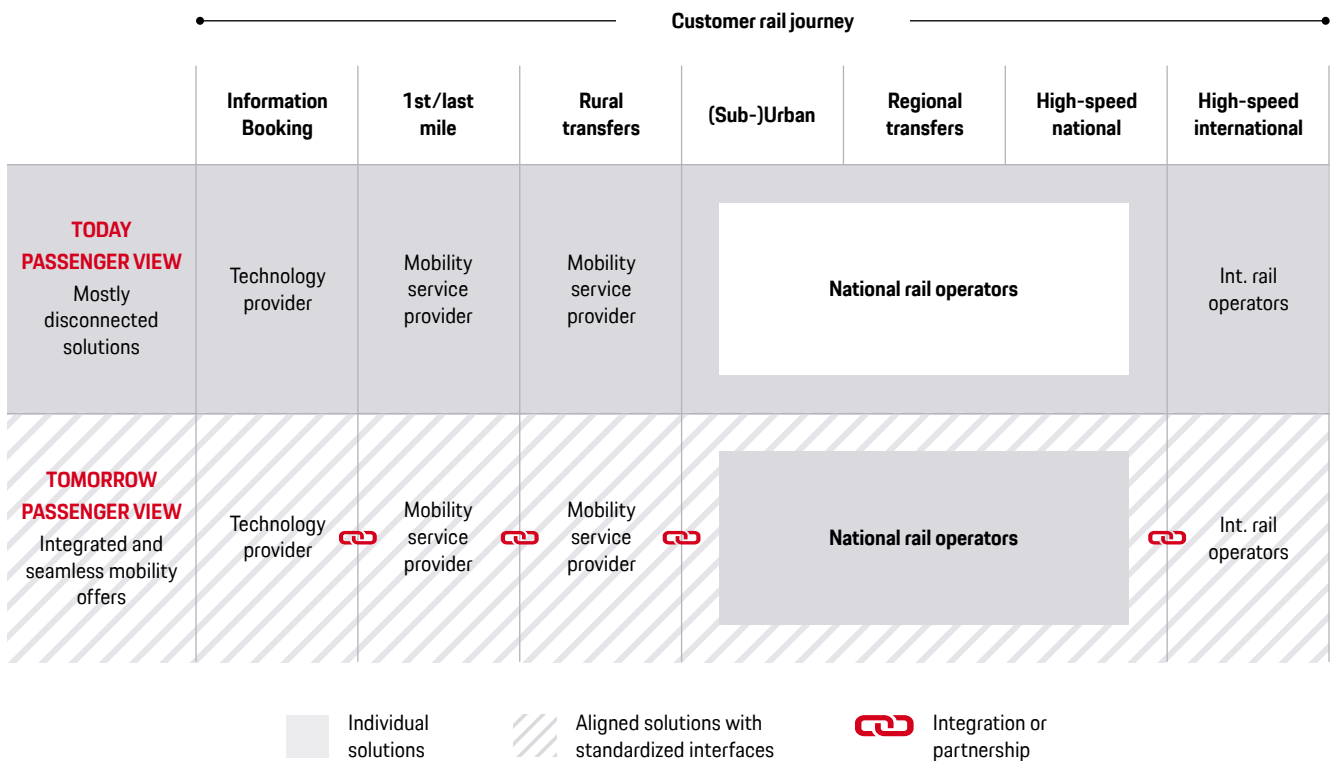 Customer rail journey
Information
Booking
1st/last
mile
Rural
transfers
(Sub-)Urban
Regional
transfers
High-speed
national
High-speed
international
TODAY
PASSENGER VIEW
Mostly
disconnected
solutions
Technology
provider
Mobility
service
provider
Mobility
service
provider
National rail operators
Int. rail
operators
TOMORROW
PASSENGER VIEW
Integrated and
seamless mobility
offers
Technology
provider
Mobility
service
provider
Mobility
service
provider
National rail operators
Int. rail
operators
Individual
solutions
Aligned solutions with
standardized interfaces
Integration or
partnership